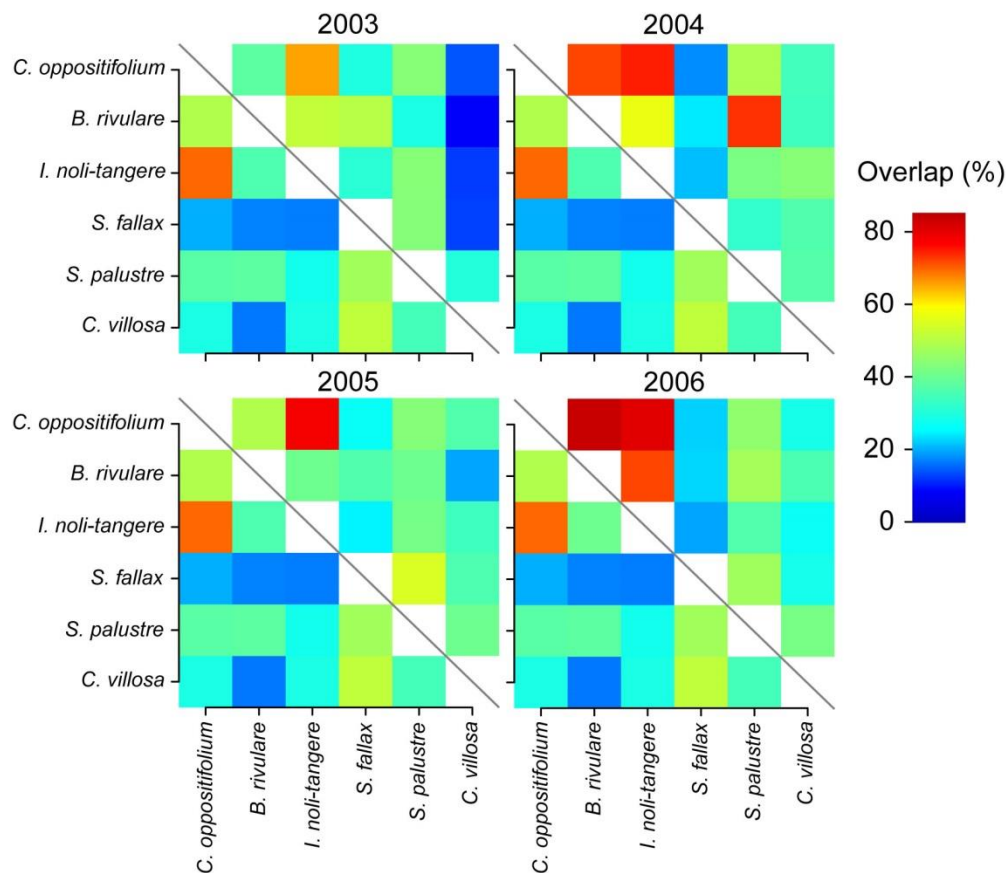 2003
2004
C. oppositifolium
B. rivulare
I. noli-tangere
S. fallax
S. palustre
C. villosa
Overlap (%)
80
60
40
20
0
2005
2006
C. oppositifolium
B. rivulare
I. noli-tangere
S. fallax
S. palustre
C. villosa
C. oppositifolium
B. rivulare
I. noli-tangere
S. fallax
S. palustre
C. villosa
C. oppositifolium
B. rivulare
I. noli-tangere
S. fallax
S. palustre
C. villosa